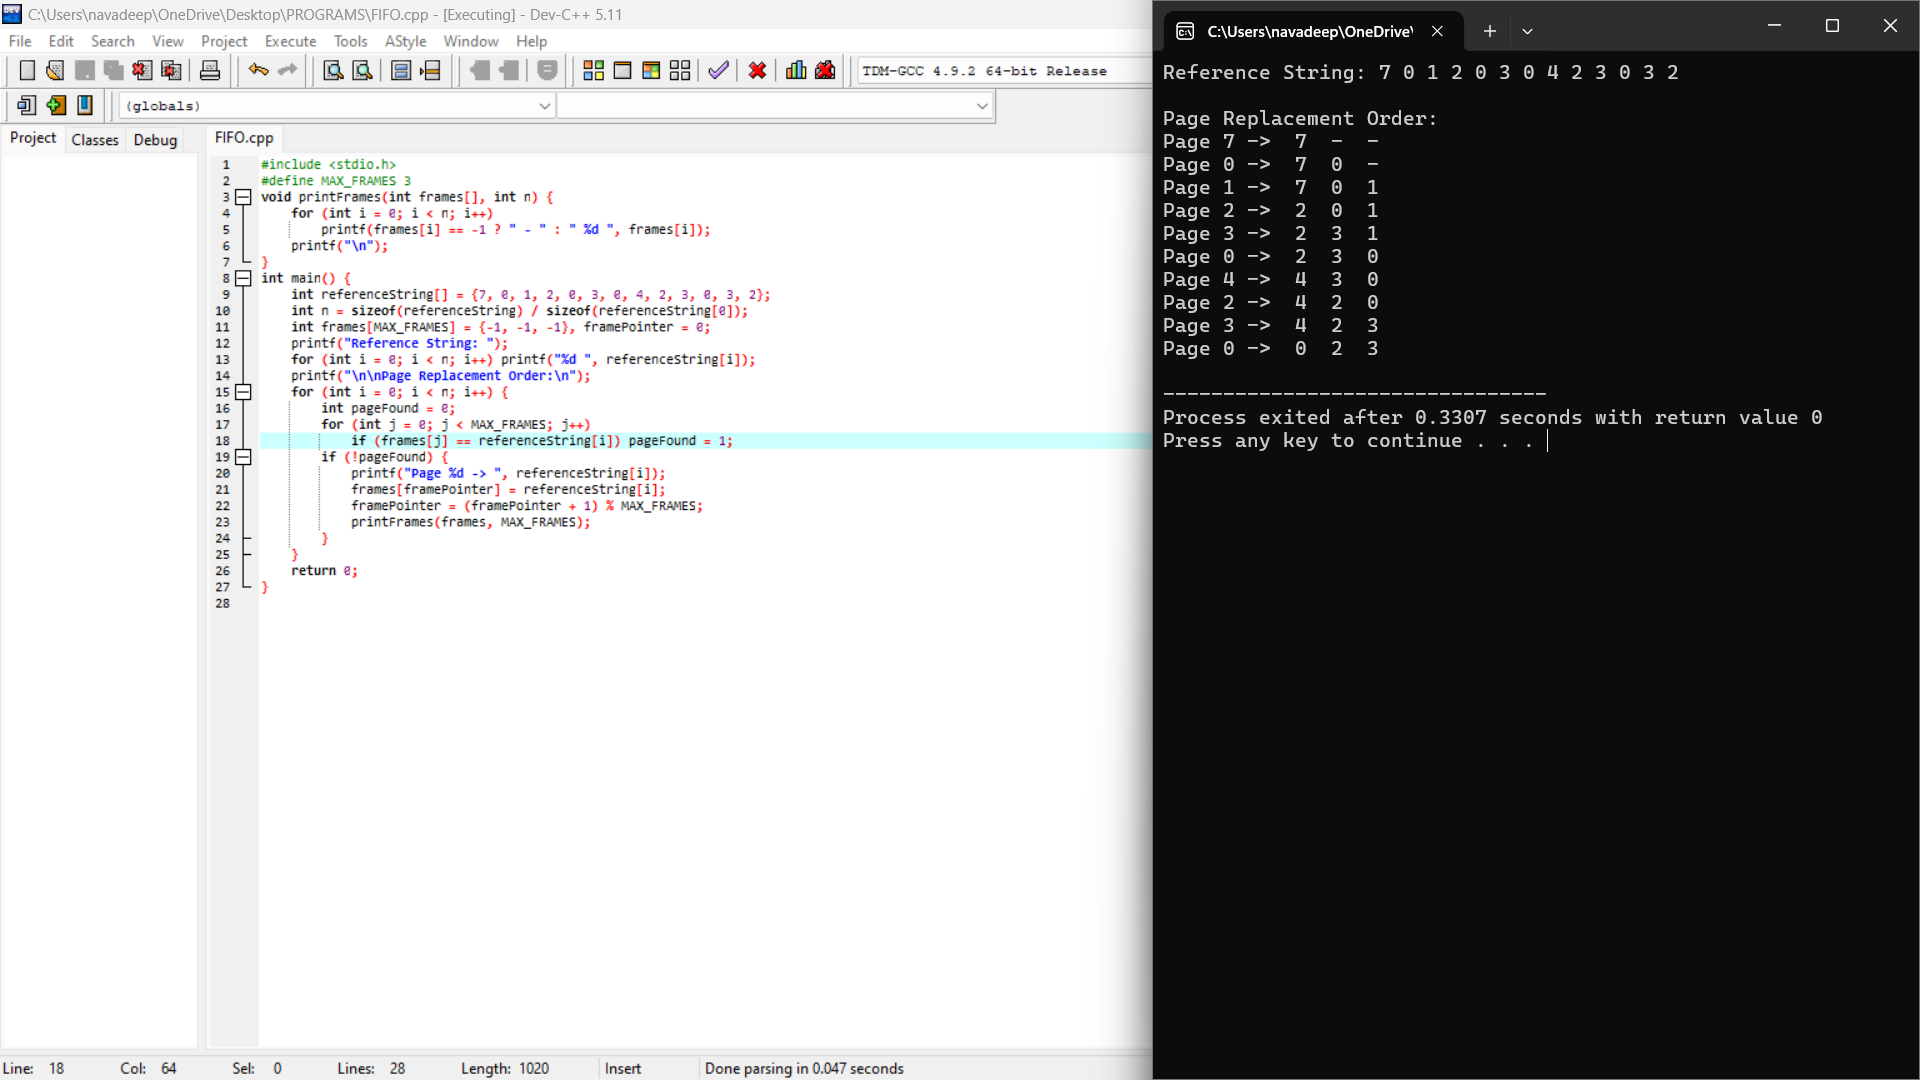 C:\Users\navadeep\OneDrive\Desktop\PROGRAMS\FIFO.cpp - [Executing] - Dev-C++ 5.11
File Edit Search View Project Execute Tools AStyle Window Help
TDM-GCC 4.9.2 64-bit Release
(globals)
Project Classes Debug
FIFO.cpp
1 #include <stdio.h>
2 #define MAX_FRAMES 3
3 void printFrames(int frames[], int n) {
4     for (int i = 0; i < n; i++)
5         printf(frames[i] == -1 ? " - " : " %d ", frames[i]);
6     printf("\n");
7 }
8 int main() {
9     int referenceString[] = {7, 0, 1, 2, 0, 3, 0, 4, 2, 3, 0, 3, 2};
10     int n = sizeof(referenceString) / sizeof(referenceString[0]);
11     int frames[MAX_FRAMES] = {-1, -1, -1}, framePointer = 0;
12     printf("Reference String: ");
13     for (int i = 0; i < n; i++) printf("%d ", referenceString[i]);
14     printf("\n\nPage Replacement Order:\n");
15     for (int i = 0; i < n; i++) {
16         int pageFound = 0;
17         for (int j = 0; j < MAX_FRAMES; j++)
18             if (frames[j] == referenceString[i]) pageFound = 1;
19         if (!pageFound) {
20             printf("Page %d -> ", referenceString[i]);
21             frames[framePointer] = referenceString[i];
22             framePointer = (framePointer + 1) % MAX_FRAMES;
23             printFrames(frames, MAX_FRAMES);
24         }
25     }
26     return 0;
27 }
28
Line: 18 Col: 64 Sel: 0 Lines: 28 Length: 1020 Insert Done parsing in 0.047 seconds
C:\Users\navadeep\OneDrive\
Reference String: 7 0 1 2 0 3 0 4 2 3 0 3 2
Page Replacement Order:
Page 7 ->  7  -  -
Page 0 ->  7  0  -
Page 1 ->  7  0  1
Page 2 ->  2  0  1
Page 3 ->  2  3  1
Page 0 ->  2  3  0
Page 4 ->  4  3  0
Page 2 ->  4  2  0
Page 3 ->  4  2  3
Page 0 ->  0  2  3
--------------------------------
Process exited after 0.3307 seconds with return value 0
Press any key to continue . . .